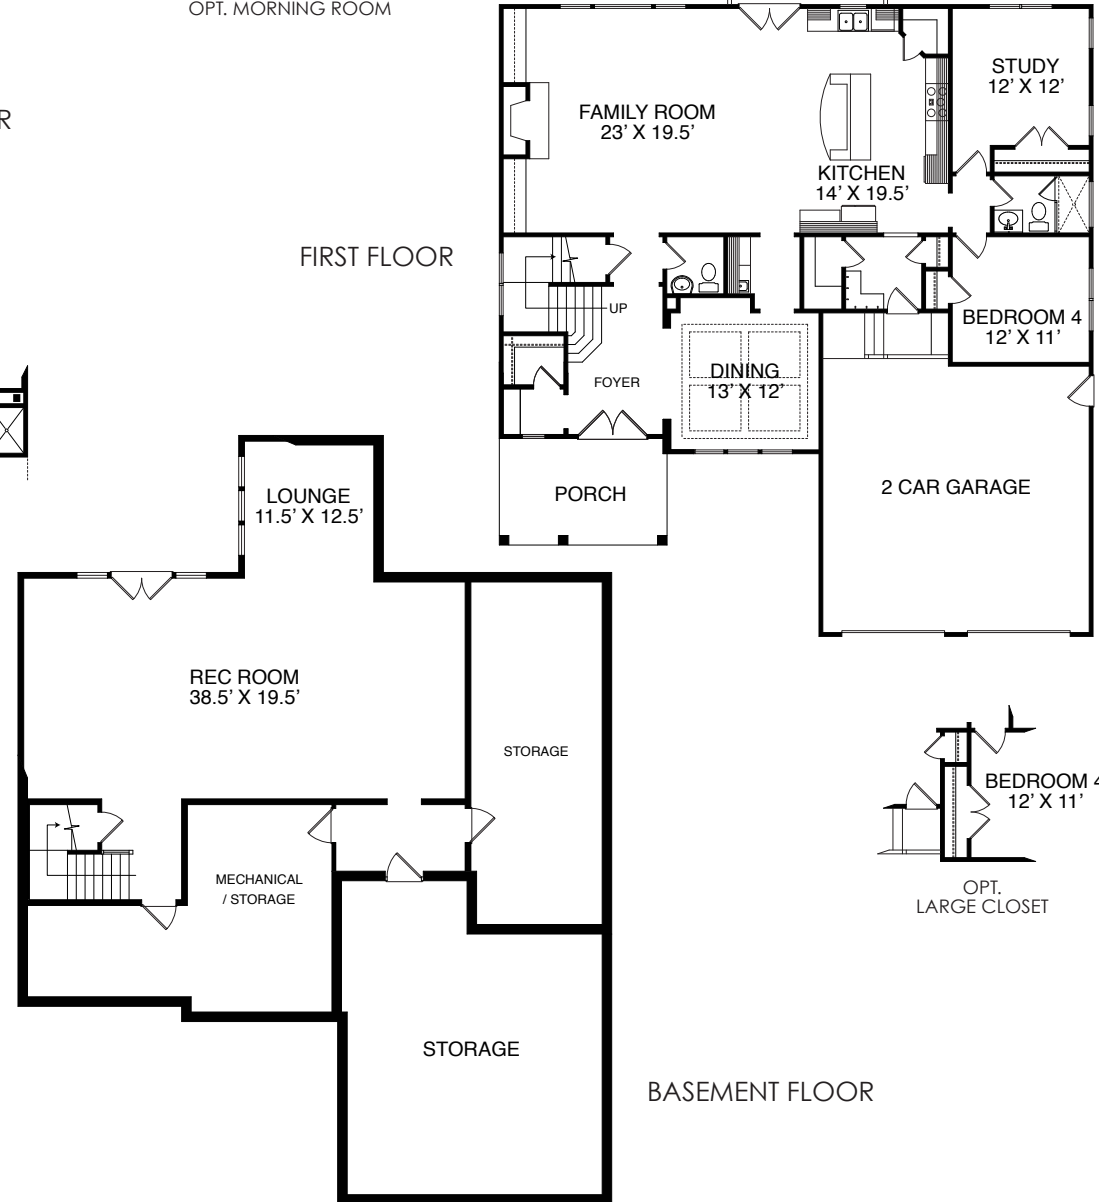 OPT. MORNING ROOM
R
FIRST FLOOR
FAMILY ROOM
23’ X 19.5’
KITCHEN
14’ X 19.5’
STUDY
12’ X 12’
UP
FOYER
DINING
13’ X 12’
BEDROOM 4
12’ X 11’
PORCH
2 CAR GARAGE
LOUNGE
11.5’ X 12.5’
REC ROOM
38.5’ X 19.5’
STORAGE
MECHANICAL
/ STORAGE
STORAGE
BASEMENT FLOOR
BEDROOM 4
12’ X 11’
OPT.
LARGE CLOSET